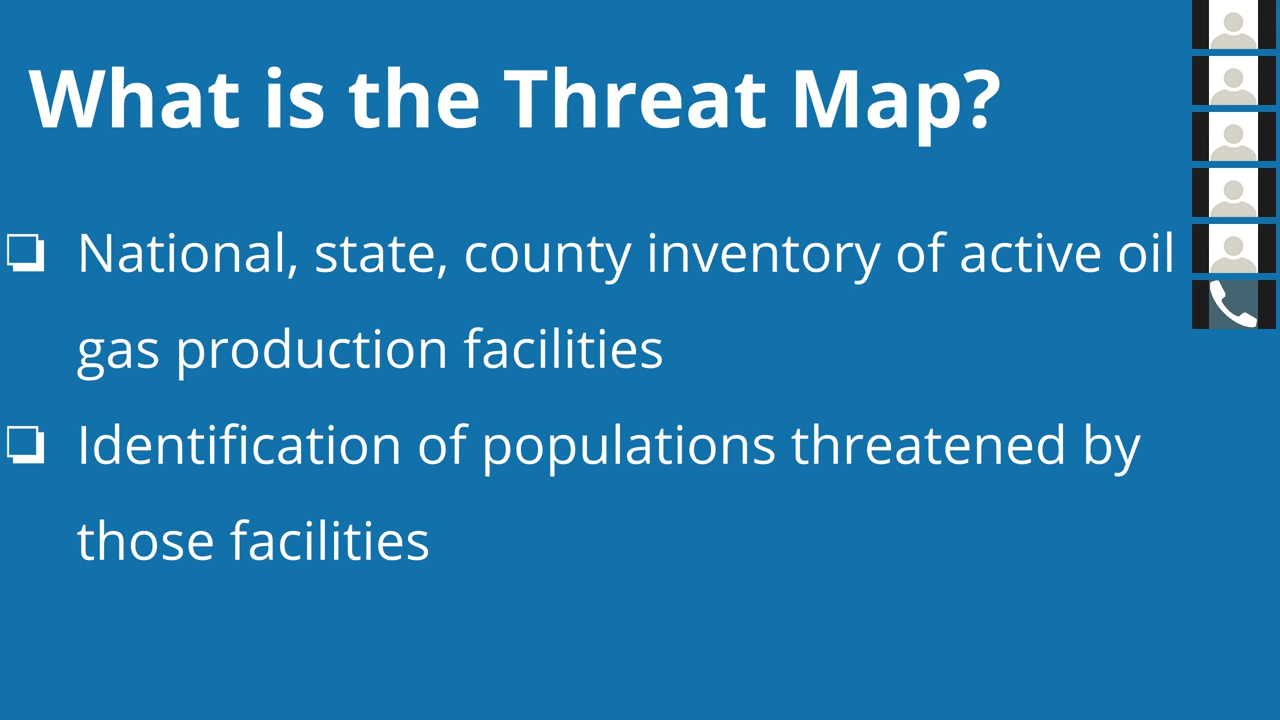 What is the Threat Map?
❏ National, state, county inventory of active oil
gas production facilities
❏ Identification of populations threatened by
those facilities